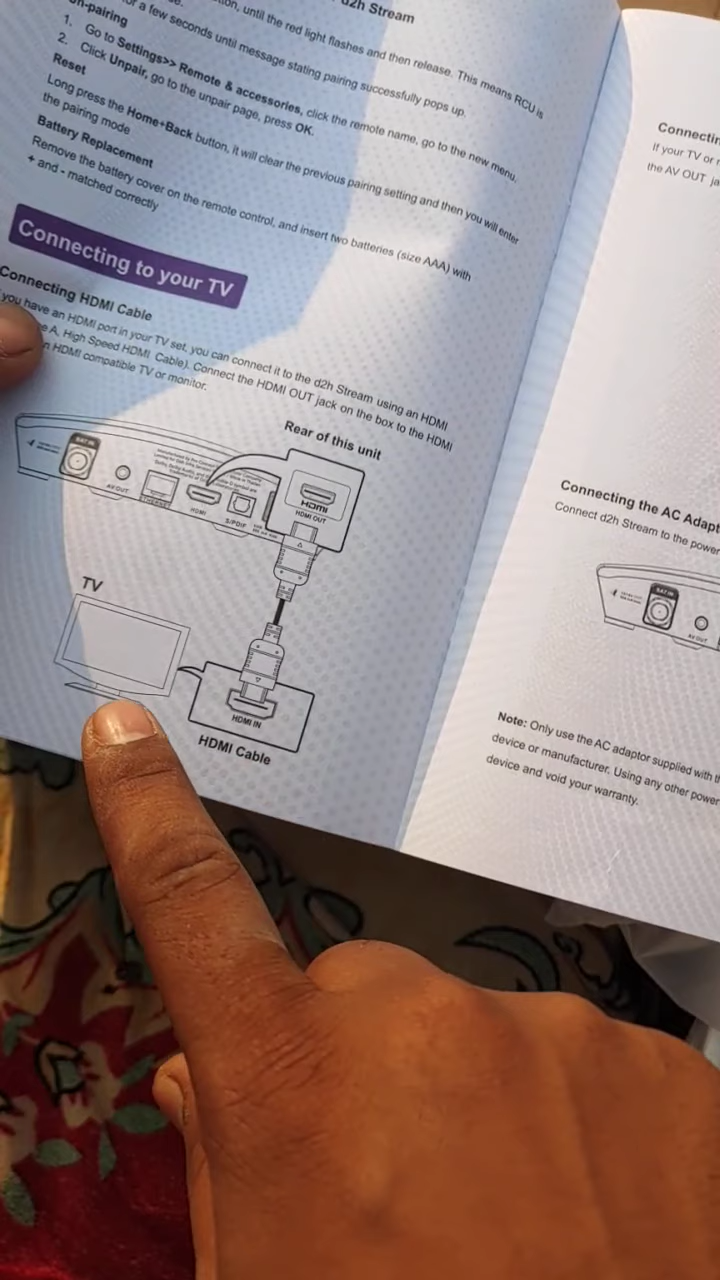 d2h Stream
tion, until the red light flashes and then release. This means RCU is
for a few seconds until message stating pairing successfully pops up.
Un-pairing
1. Go to Settings>> Remote & accessories, click the remote name, go to the new menu.
2. Click Unpair, go to the unpair page, press OK.
Reset
Long press the Home+Back button, it will clear the previous pairing setting and then you will enter
the pairing mode
Battery Replacement
Remove the battery cover on the remote control, and insert two batteries (size AAA) with
+ and - matched correctly
Connecting to your TV
Connecting HDMI Cable
you have an HDMI port in your TV set, you can connect it to the d2h Stream using an HDMI
e A, High Speed HDMI Cable). Connect the HDMI OUT jack on the box to the HDMI
n HDMI compatible TV or monitor.
Rear of this unit
SAT IN
AV OUT
ETHERNET
HDMI
S/PDIF
HDMI
HDMI OUT
TV
HDMI IN
HDMI Cable
Connectin
If your TV or
the AV OUT ja
Connecting the AC Adapt
Connect d2h Stream to the power
SAT IN
AV OUT
Note: Only use the AC adaptor supplied with th
device or manufacturer. Using any other power
device and void your warranty.